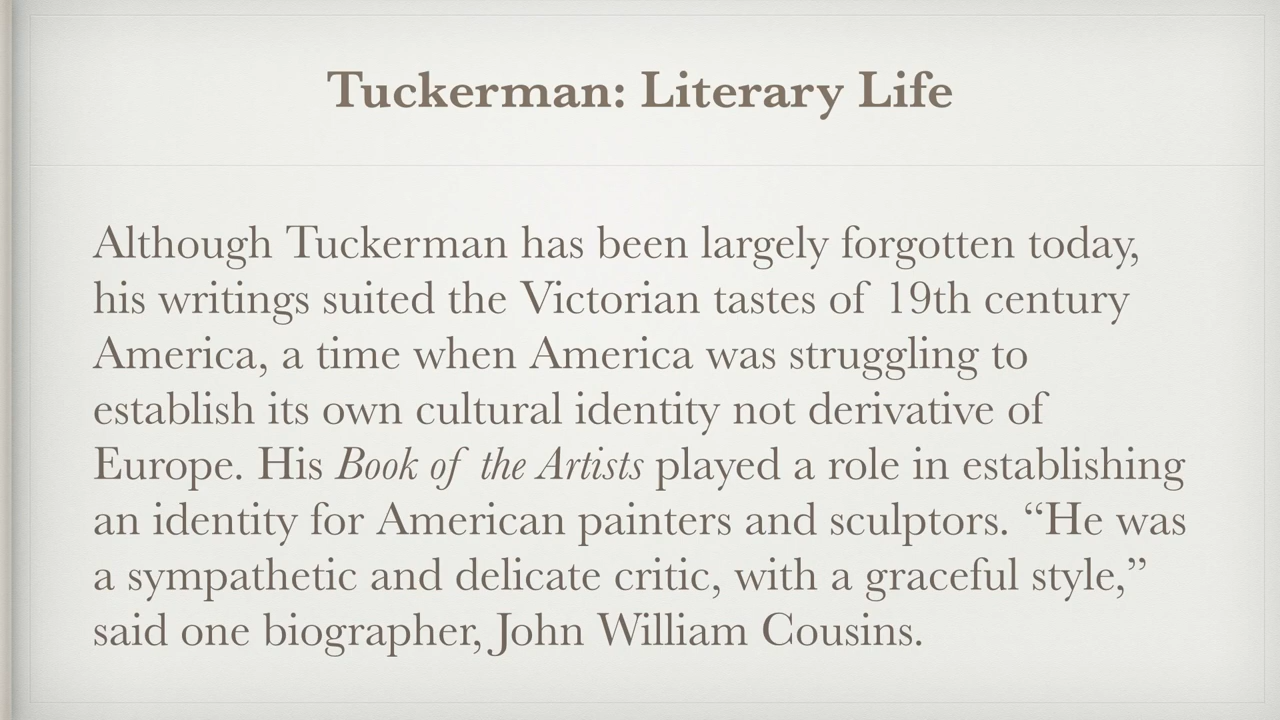 Tuckerman: Literary Life
Although Tuckerman has been largely forgotten today,
his writings suited the Victorian tastes of 19th century
America, a time when America was struggling to
establish its own cultural identity not derivative of
Europe. His Book of the Artists played a role in establishing
an identity for American painters and sculptors. “He was
a sympathetic and delicate critic, with a graceful style,”
said one biographer, John William Cousins.